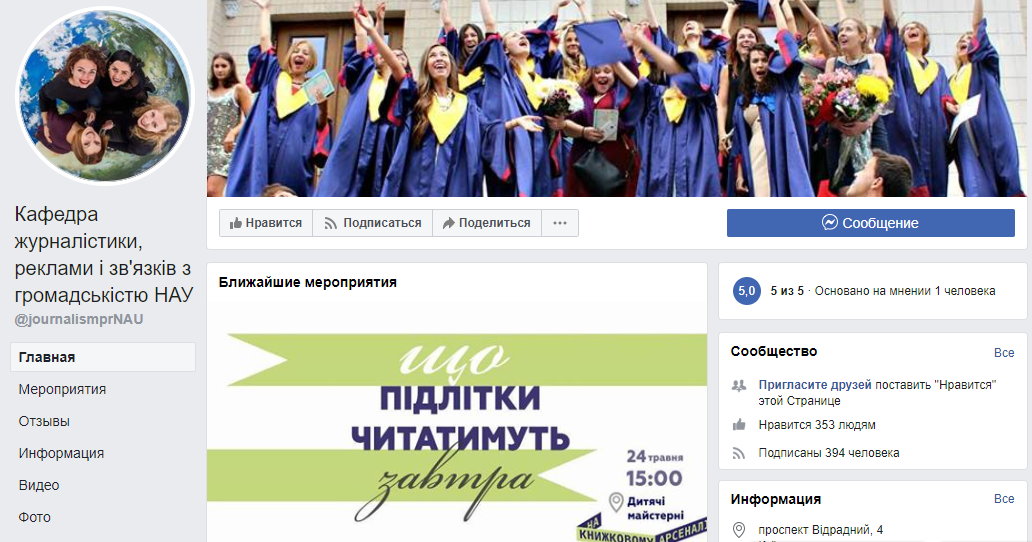 Кафедра
журналістики,
реклами і зв'язків з
громадськістю НАУ
@journalismprNAU
Главная
Мероприятия
Отзывы
Информация
Видео
Фото
Нравится
Подписаться
Поделиться
Сообщение
Ближайшие мероприятия
що
ПІДЛІТКИ
ЧИТАТИМУТЬ
завтра
24 травня
15:00
Дитячі
майстерні
НА
КНИЖКОВОМУ АРСЕНАЛІ
5,0
5 из 5 · Основано на мнении 1 человека
Сообщество
Все
Пригласите друзей поставить "Нравится"
этой Странице
Нравится 353 людям
Подписаны 394 человека
Информация
Все
проспект Відрадний, 4